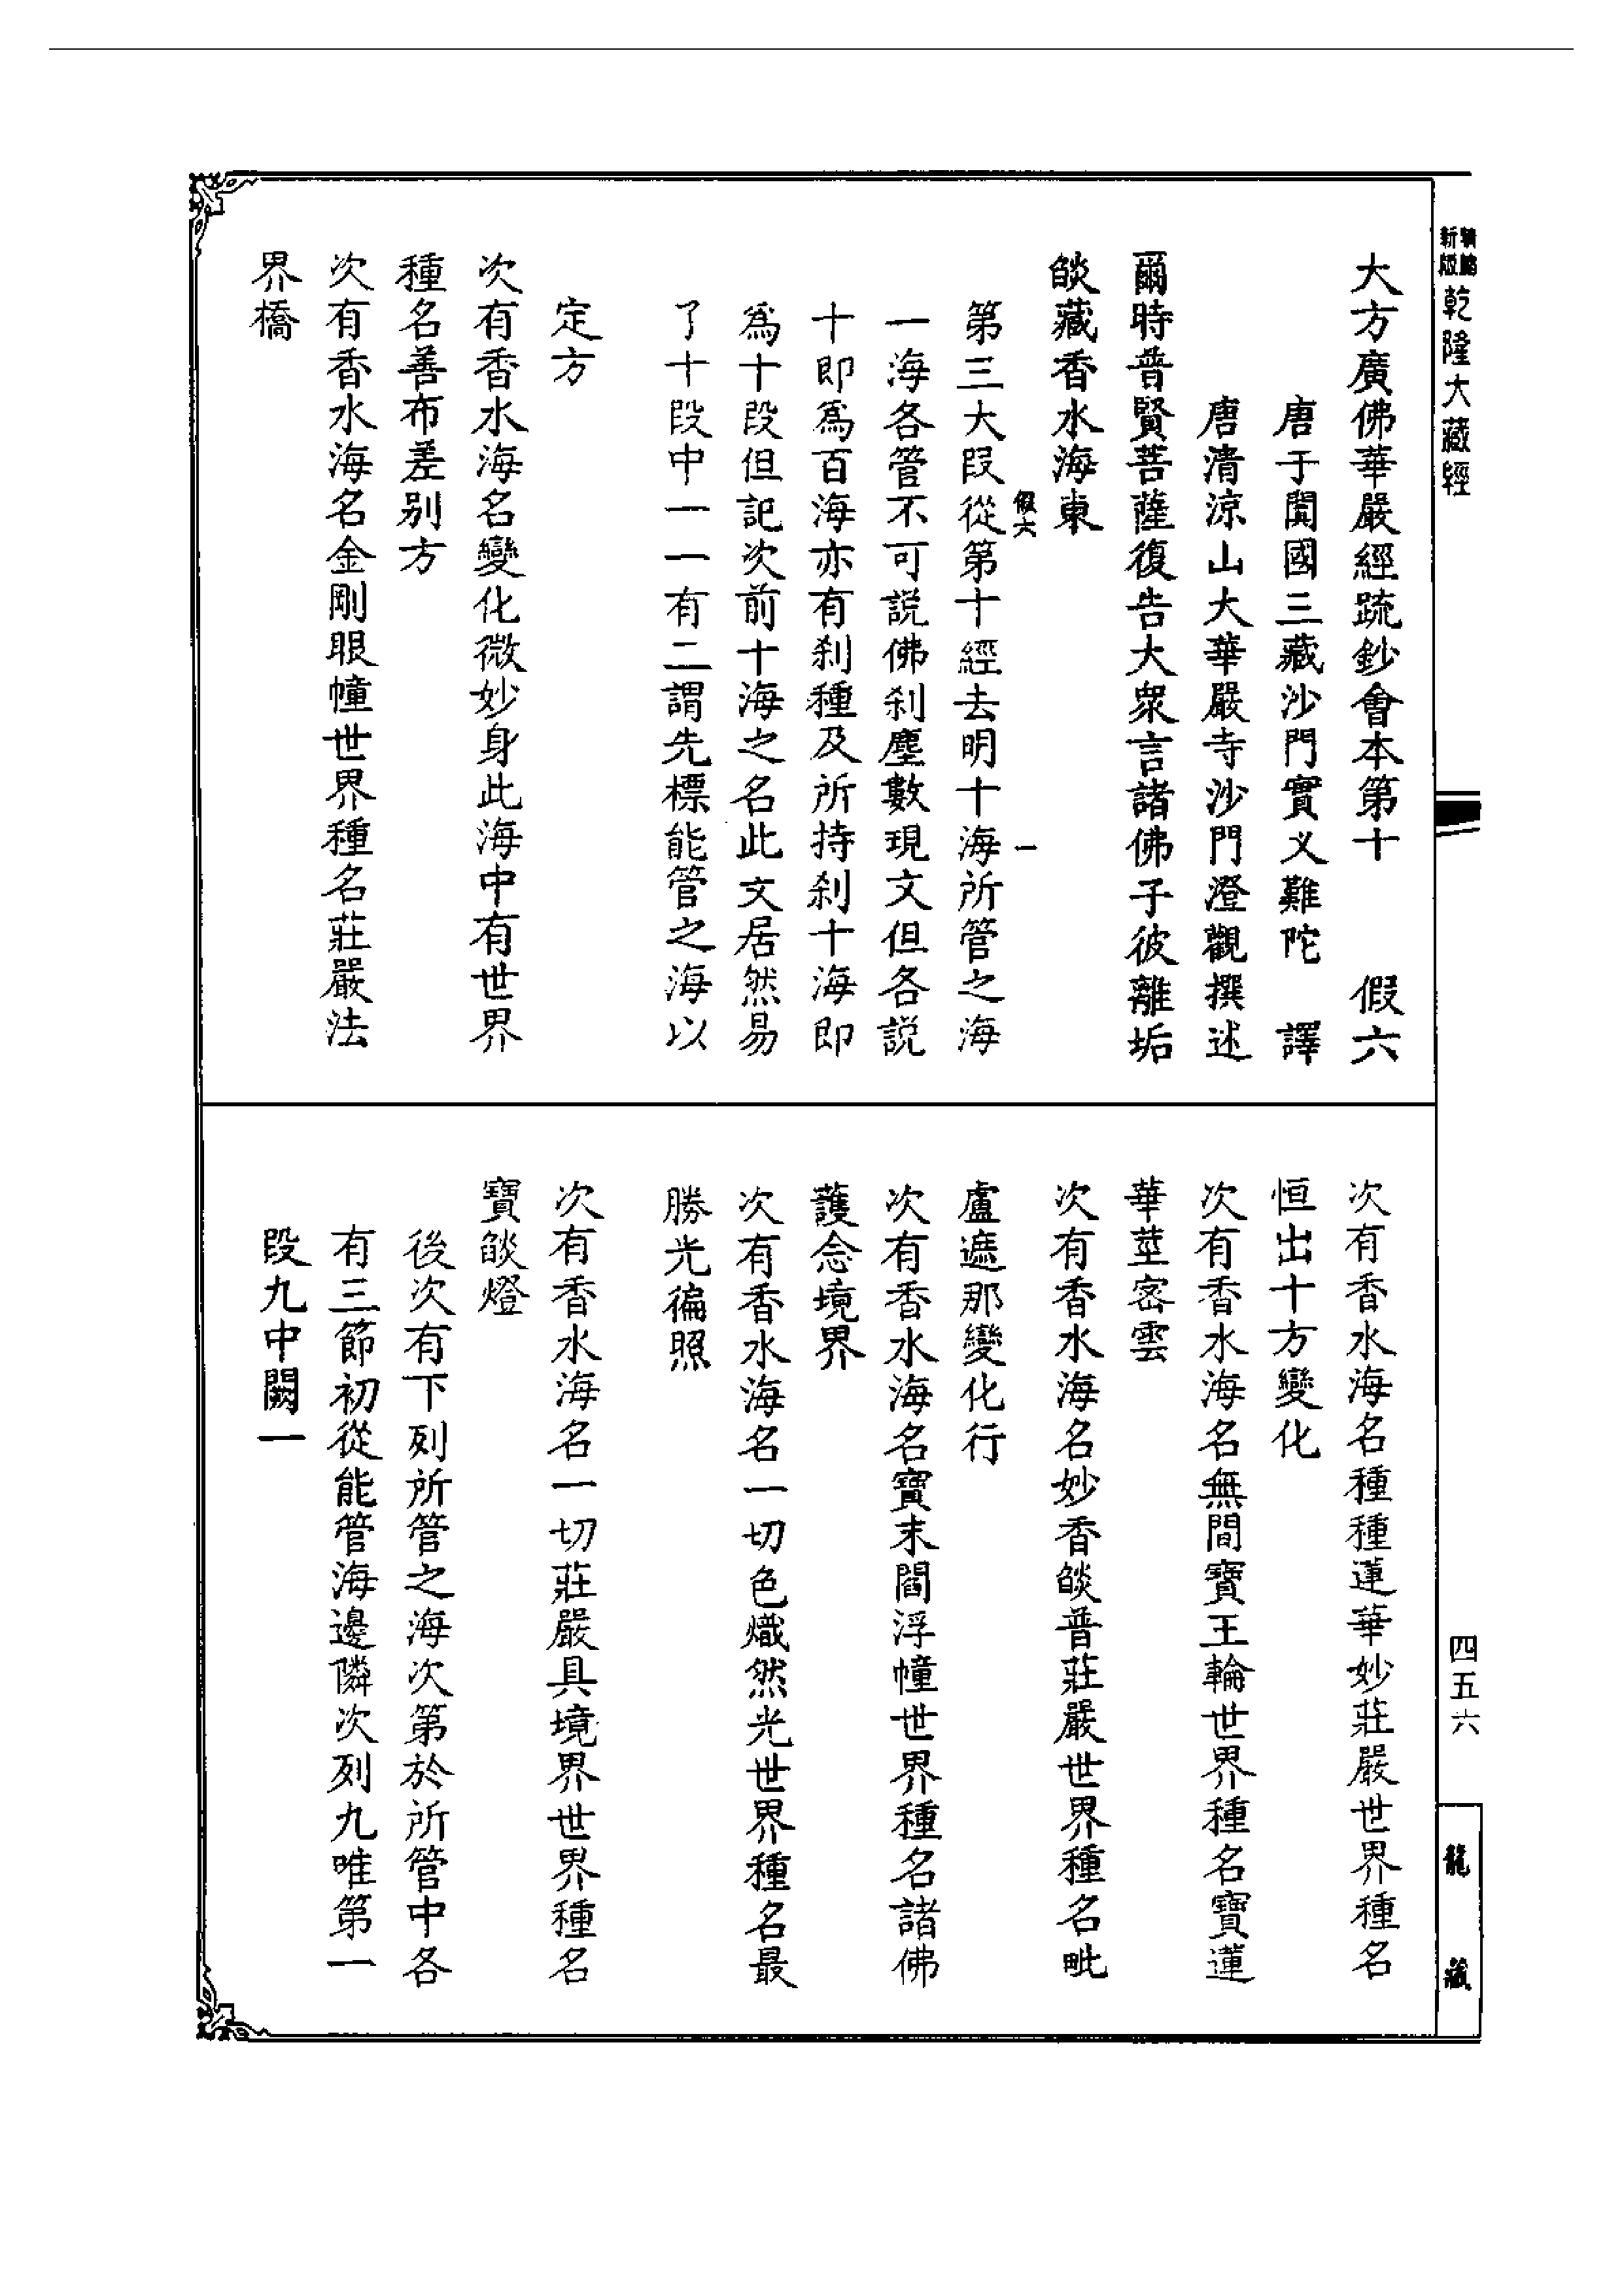 精鐫
新版
乾隆大藏經
大方廣佛華嚴經疏鈔會本第十　假六
唐于闐國三藏沙門實叉難陀　譯
唐清涼山大華嚴寺沙門澄觀撰述
爾時普賢菩薩復告大衆言諸佛子彼離垢
燄藏香水海東
假六　一
第三大段從第十經去明十海所管之海
一海各管不可說佛刹塵數現文但各說
十即爲百海亦有刹種及所持刹十海即
爲十段但記次前十海之名此文居然易
了十段中一一有二謂先標能管之海以
定方
次有香水海名變化微妙身此海中有世界
種名善布差别方
次有香水海名金剛眼幢世界種名莊嚴法
界橋
次有香水海名種種蓮華妙莊嚴世界種名
恒出十方變化
次有香水海名無間寶王輪世界種名寶蓮
華莖密雲
次有香水海名妙香燄普莊嚴世界種名毗
盧遮那變化行
次有香水海名寶末閻浮幢世界種名諸佛
護念境界
次有香水海名一切色熾然光世界種名最
勝光徧照
次有香水海名一切莊嚴具境界世界種名
寶燄燈
後次有下列所管之海次第於所管中各
有三節初從能管海邊隣次列九唯第一
段九中闕一
四五六
龍藏